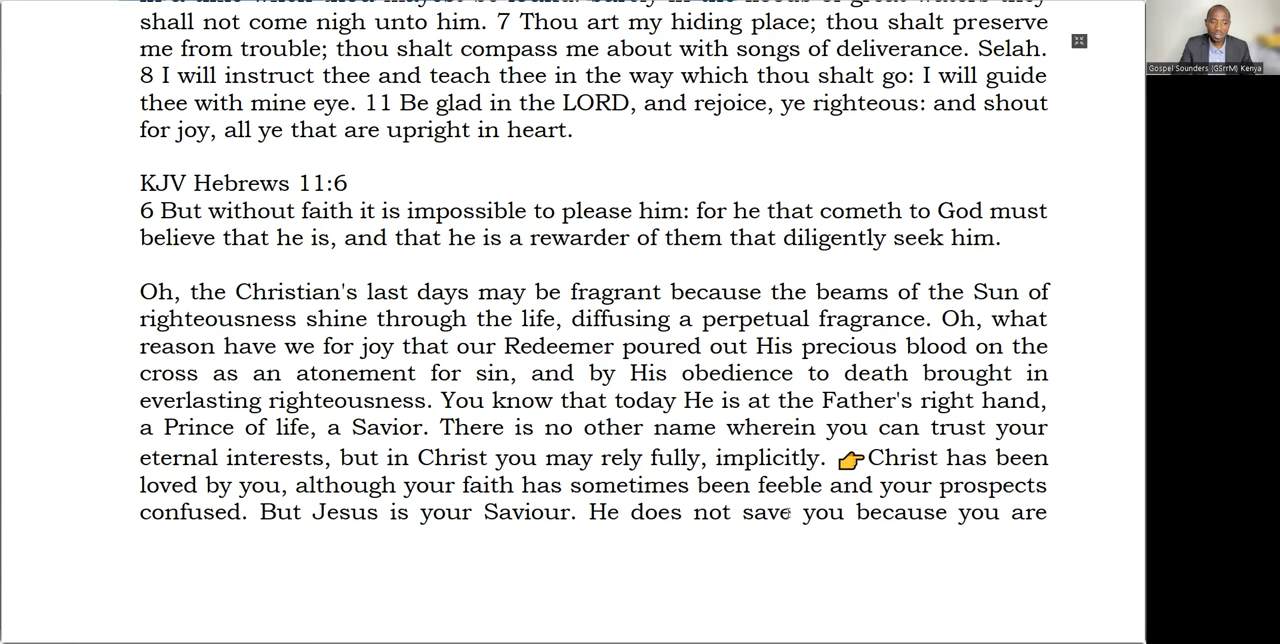 shall not come nigh unto him. 7 Thou art my hiding place; thou shalt preserve
me from trouble; thou shalt compass me about with songs of deliverance. Selah.
8 I will instruct thee and teach thee in the way which thou shalt go: I will guide
thee with mine eye. 11 Be glad in the LORD, and rejoice, ye righteous: and shout
for joy, all ye that are upright in heart.
KJV Hebrews 11:6
6 But without faith it is impossible to please him: for he that cometh to God must
believe that he is, and that he is a rewarder of them that diligently seek him.
Oh, the Christian's last days may be fragrant because the beams of the Sun of
righteousness shine through the life, diffusing a perpetual fragrance. Oh, what
reason have we for joy that our Redeemer poured out His precious blood on the
cross as an atonement for sin, and by His obedience to death brought in
everlasting righteousness. You know that today He is at the Father's right hand,
a Prince of life, a Savior. There is no other name wherein you can trust your
eternal interests, but in Christ you may rely fully, implicitly. 👉Christ has been
loved by you, although your faith has sometimes been feeble and your prospects
confused. But Jesus is your Saviour. He does not save you because you are
Gospel Sounders (GSrrM) Kenya